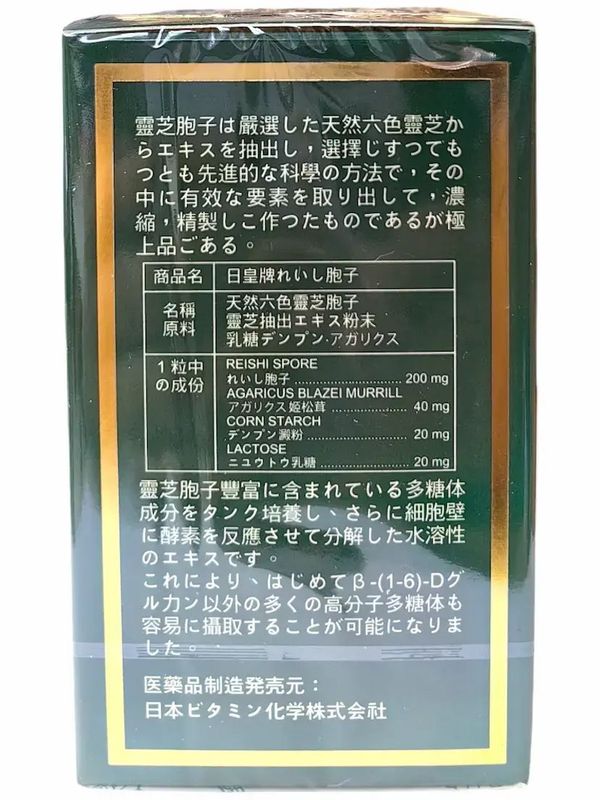 靈芝胞子は嚴選した天然六色靈芝か
らエキスを抽出し，選擇じすつても
つとも先進的な科學の方法で，その
中に有效な要素を取り出して，濃
縮，精製しこ作つたものであるが極
上品ごある。
商品名 日皇牌れいし胞子
名稱 天然六色靈芝胞子
原料 靈芝抽出エキス粉末
乳糖デンプン·アガリクス
1粒中 REISHI SPORE
の成份 れいし胞子 ........................ 200 mg
AGARICUS BLAZEI MURRILL
アガリクス姬松茸 ................ 40 mg
CORN STARCH
デンプン澱粉 ...................... 20 mg
LACTOSE
ニユウトウ乳糖 .................... 20 mg
靈芝胞子豐富に含まれている多糖体
成分をタンク培養し、さらに細胞壁
に酵素を反應させて分解した水溶性
のエキスです。
これにより、はじめてβ-(1-6)-Dグ
ルカン以外の多くの高分子多糖体も
容易に攝取することが可能になりま
した。
医藥品制造発売元：
日本ビタミン化学株式会社